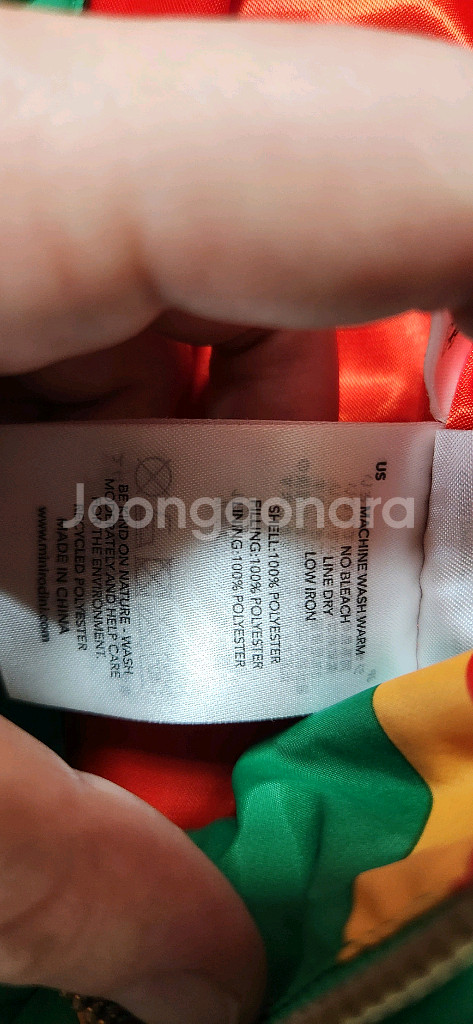 US
MACHINE WASH WARM
NO BLEACH
LINE DRY
LOW IRON
SHELL:100% POLYESTER
FILLING:100% POLYESTER
LINING:100% POLYESTER
BE KIND ON NATURE - WASH
MODERATELY AND HELP CARE
FOR THE ENVIRONMENT.
RECYCLED POLYESTER
MADE IN CHINA
www.minirodini.com
Joonggonara